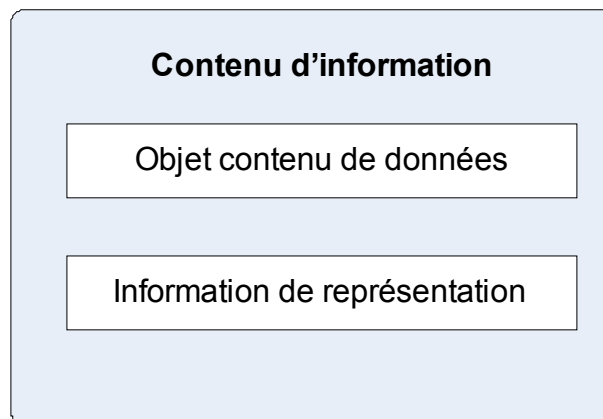 Contenu d’information
Objet contenu de données
Information de représentation